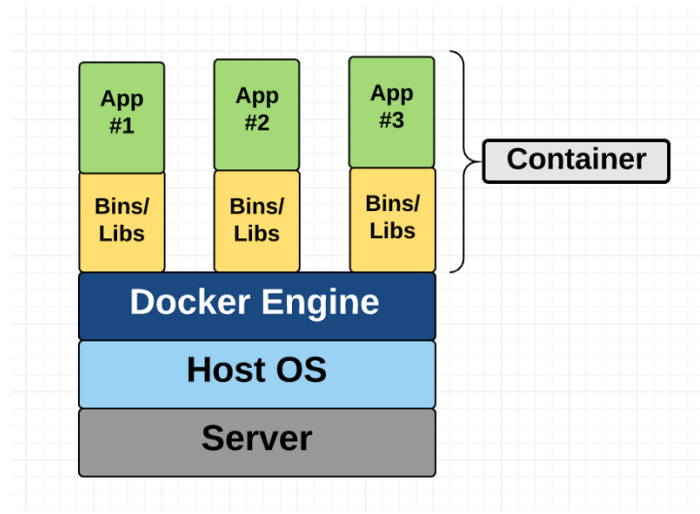 App
#1
App
#2
App
#3
Container
Bins/
Libs
Bins/
Libs
Bins/
Libs
Docker Engine
Host OS
Server